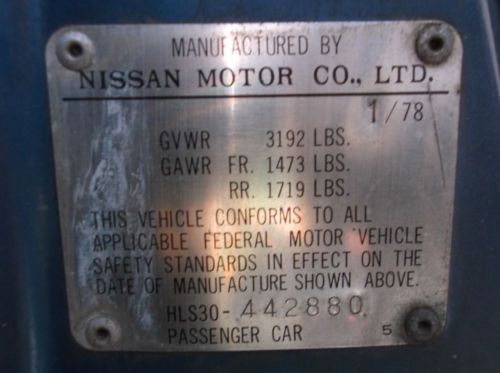 MANUFACTURED BY
NISSAN MOTOR CO., LTD.
1/78
GVWR 3192 LBS.
GAWR FR. 1473 LBS.
RR. 1719 LBS.
THIS VEHICLE CONFORMS TO ALL
APPLICABLE FEDERAL MOTOR VEHICLE
SAFETY STANDARDS IN EFFECT ON THE
DATE OF MANUFACTURE SHOWN ABOVE.
HLS30-442880
PASSENGER CAR 5